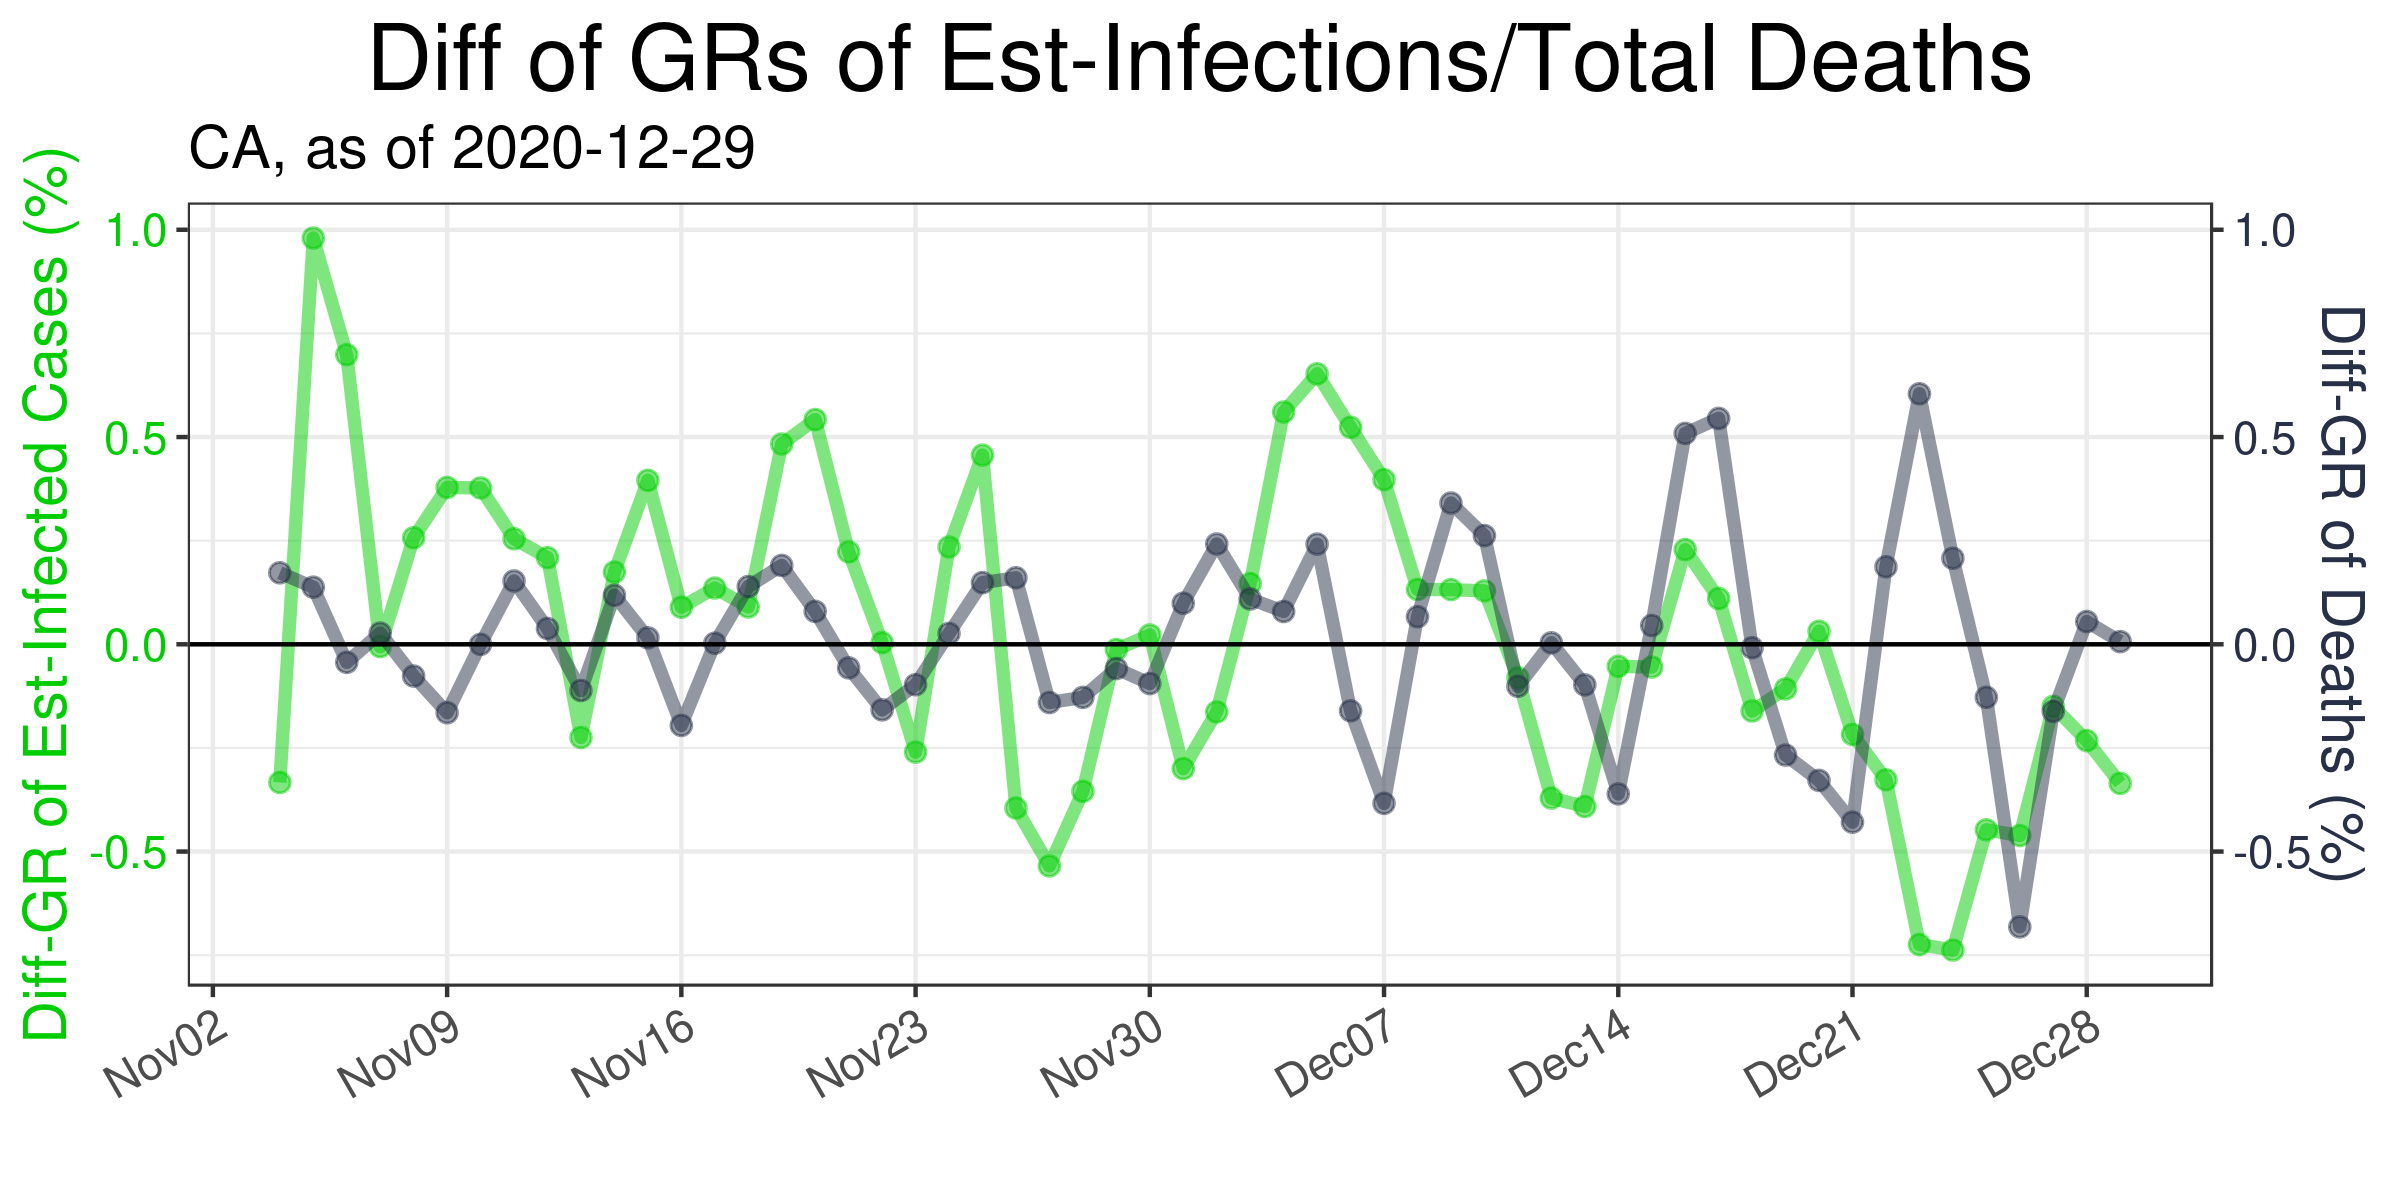 Diff of GRs of Est-Infections/Total Deaths
CA, as of 2020-12-29
Diff-GR of Est-Infected Cases (%)
1.0
0.5
0.0
-0.5
1.0
0.5
0.0
-0.5
Diff-GR of Deaths (%)
Nov02
Nov09
Nov16
Nov23
Nov30
Dec07
Dec14
Dec21
Dec28